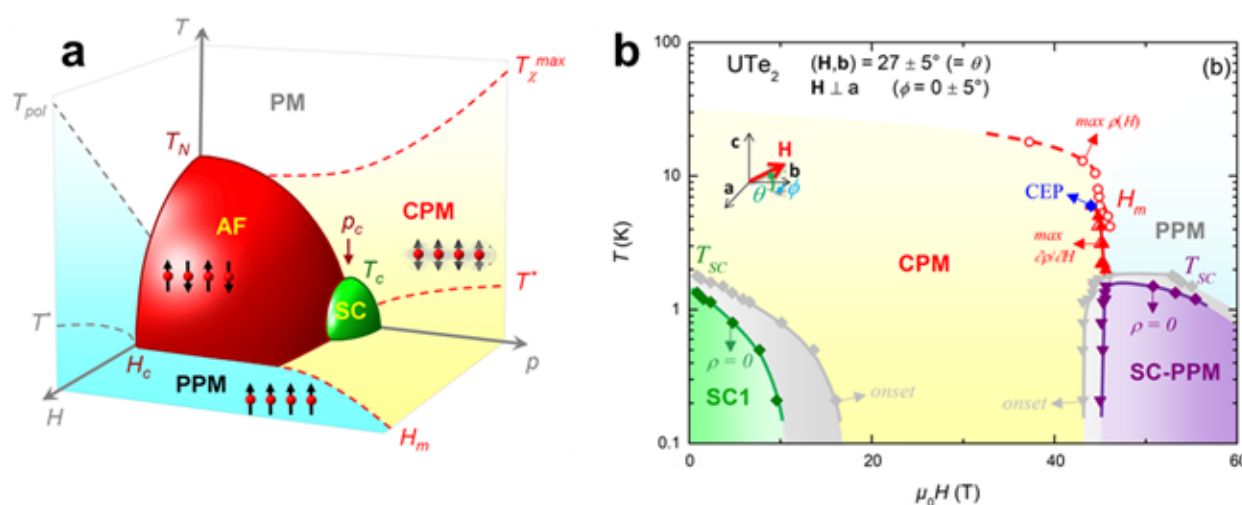 a
T
T_χ^max
PM
T_pol
T_N
AF
p_c
CPM
T_c
SC
T*
T*
H_c
PPM
p
H
H_m
b
100
10
1
0.1
T (K)
UTe₂
(H,b) = 27 ± 5° (= θ)
H ⊥ a (ϕ = 0 ± 5°)
(b)
max ρ(H)
c
H
b
a
θ
ϕ
CEP
H_m
PPM
CPM
max
∂ρ/∂H
T_SC
T_SC
ρ = 0
ρ = 0
SC1
SC-PPM
onset
onset
0
20
40
60
μ₀H (T)